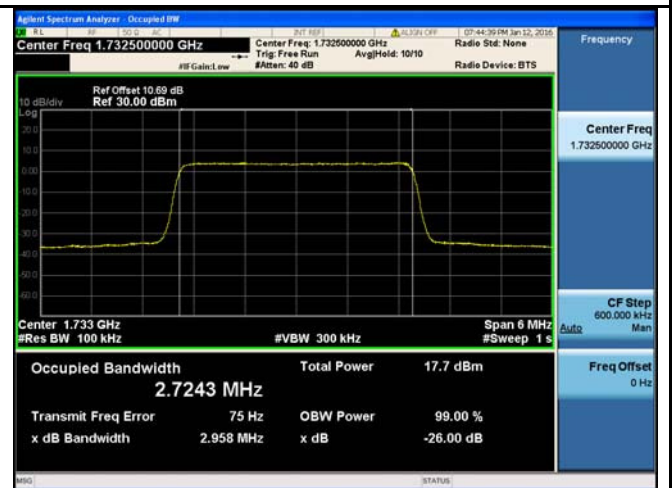 Agilent Spectrum Analyzer - Occupied BW
RL RF 50 Ω AC INT REF ALIGN OFF 07:44:39 PM Jan 12, 2016
Center Freq 1.732500000 GHz
Center Freq: 1.732500000 GHz
Radio Std: None
Trig: Free Run Avg|Hold: 10/10
#IFGain:Low #Atten: 40 dB Radio Device: BTS
Frequency
Ref Offset 10.69 dB
10 dB/div Ref 30.00 dBm
Log
20.0
10.0
0.00
10.0
20.0
30.0
40.0
50.0
60.0
Center 1.733 GHz Span 6 MHz
#Res BW 100 kHz #VBW 300 kHz #Sweep 1 s
Center Freq
1.732500000 GHz
CF Step
600.000 kHz
Auto Man
Freq Offset
0 Hz
Occupied Bandwidth Total Power 17.7 dBm
2.7243 MHz
Transmit Freq Error 75 Hz OBW Power 99.00 %
x dB Bandwidth 2.958 MHz x dB -26.00 dB
MSG STATUS